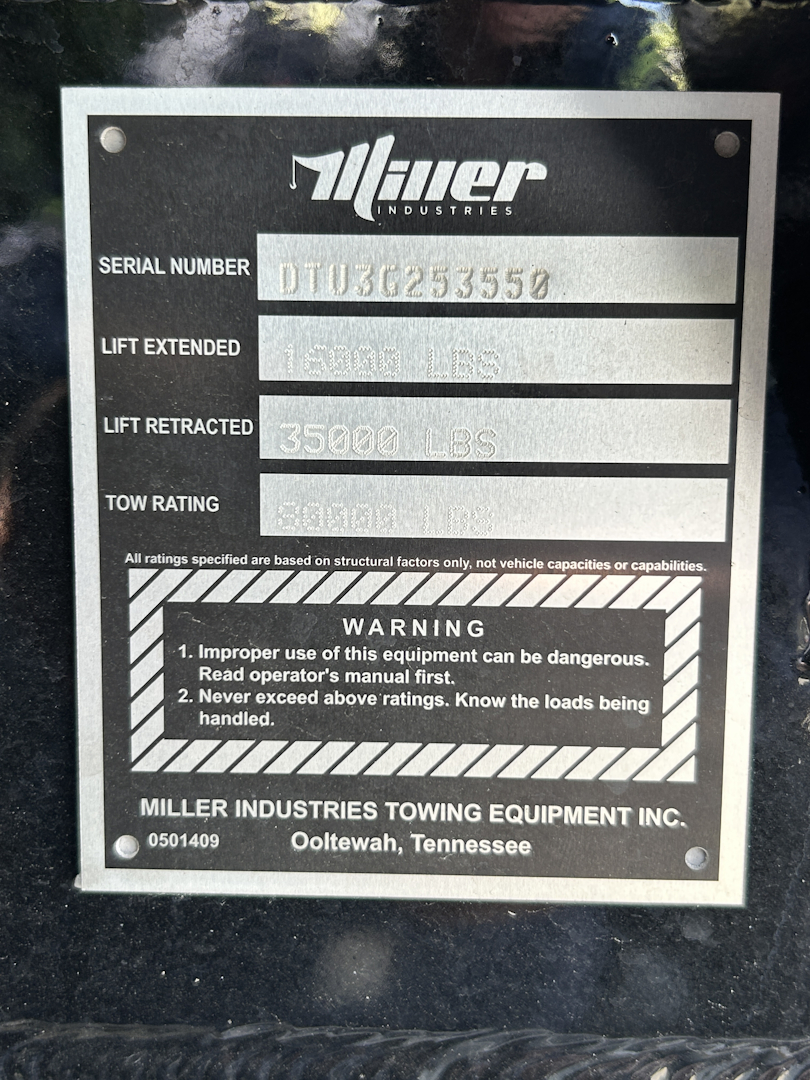 Miller
INDUSTRIES
SERIAL NUMBER DTU3G253550
LIFT EXTENDED 16000 LBS
LIFT RETRACTED 35000 LBS
TOW RATING 80000 LBS
All ratings specified are based on structural factors only, not vehicle capacities or capabilities.
WARNING
1. Improper use of this equipment can be dangerous.
Read operator's manual first.
2. Never exceed above ratings. Know the loads being
handled.
MILLER INDUSTRIES TOWING EQUIPMENT INC.
0501409 Ooltewah, Tennessee